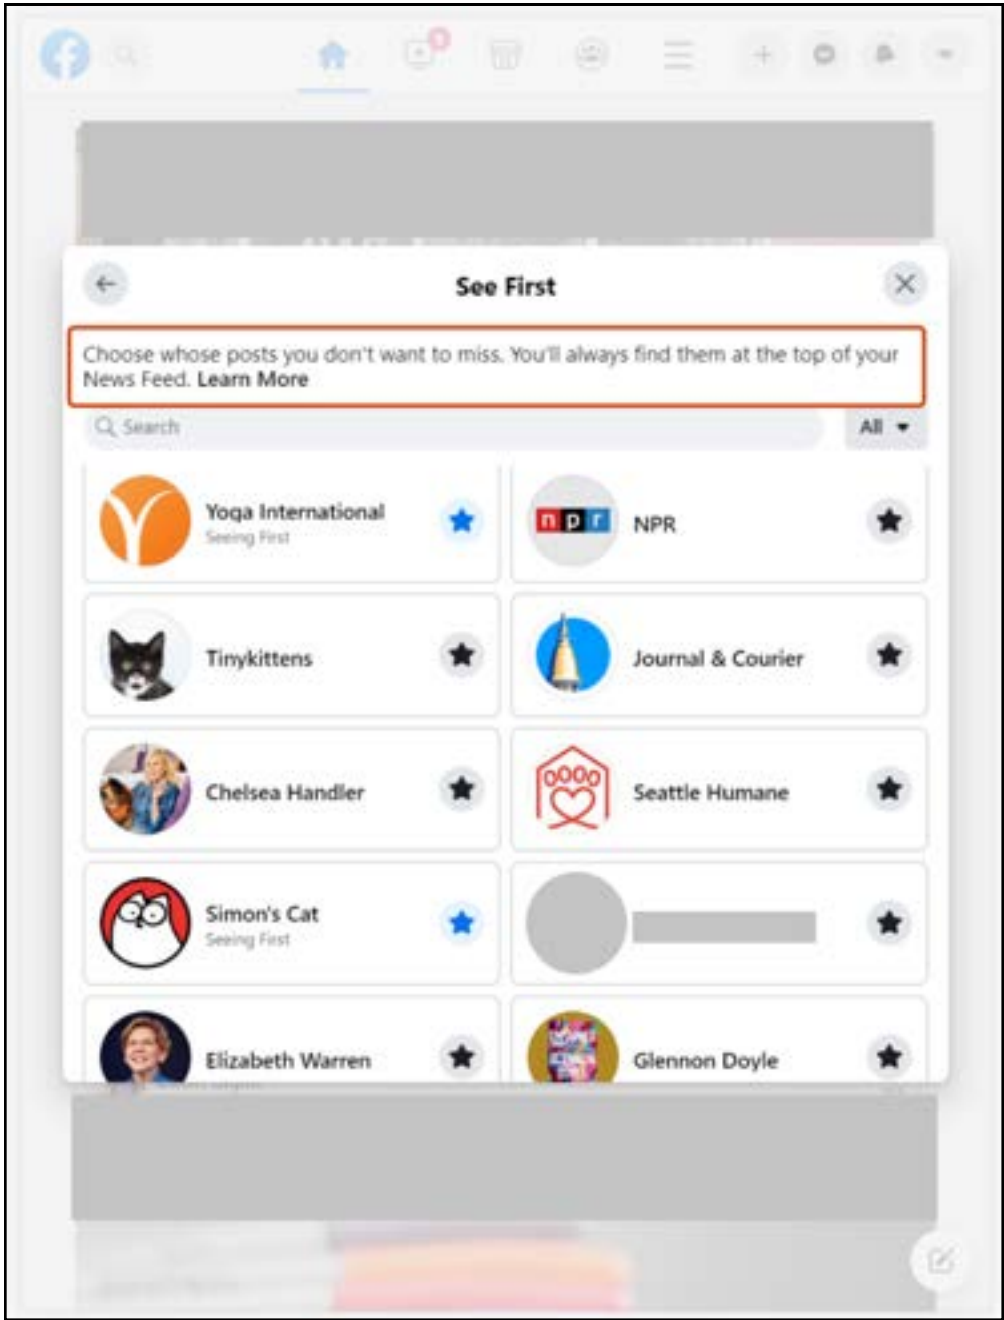 See First
Choose whose posts you don't want to miss. You'll always find them at the top of your
News Feed. Learn More
Search
All
Yoga International
Seeing First
npr
NPR
Tinykittens
Journal & Courier
Chelsea Handler
Seattle Humane
Simon's Cat
Seeing First
Elizabeth Warren
Glennon Doyle